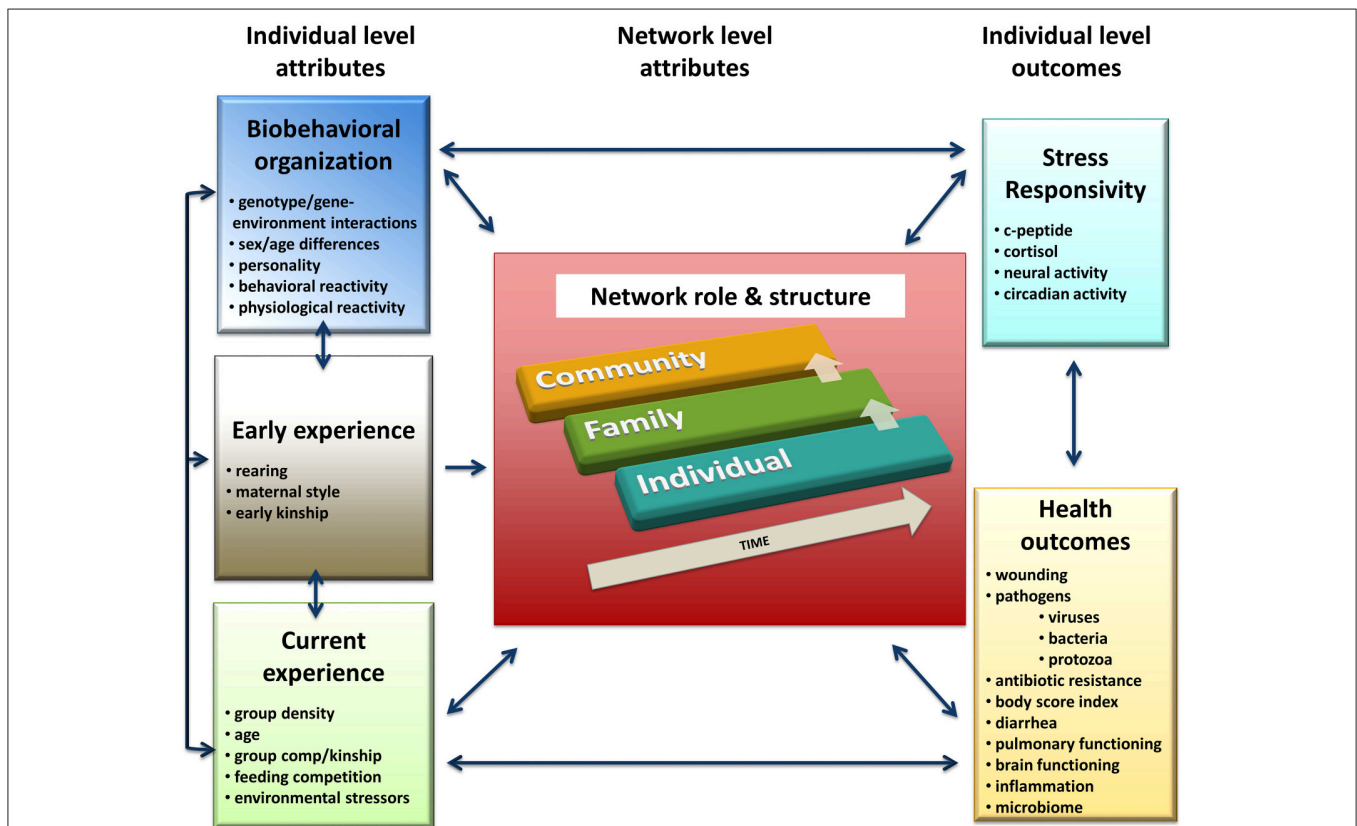 Individual level
attributes
Network level
attributes
Individual level
outcomes
Biobehavioral
organization
• genotype/gene-
environment interactions
• sex/age differences
• personality
• behavioral reactivity
• physiological reactivity
Early experience
• rearing
• maternal style
• early kinship
Current
experience
• group density
• age
• group comp/kinship
• feeding competition
• environmental stressors
Network role & structure
Community
Family
Individual
TIME
Stress
Responsivity
• c-peptide
• cortisol
• neural activity
• circadian activity
Health
outcomes
• wounding
• pathogens
• viruses
• bacteria
• protozoa
• antibiotic resistance
• body score index
• diarrhea
• pulmonary functioning
• brain functioning
• inflammation
• microbiome